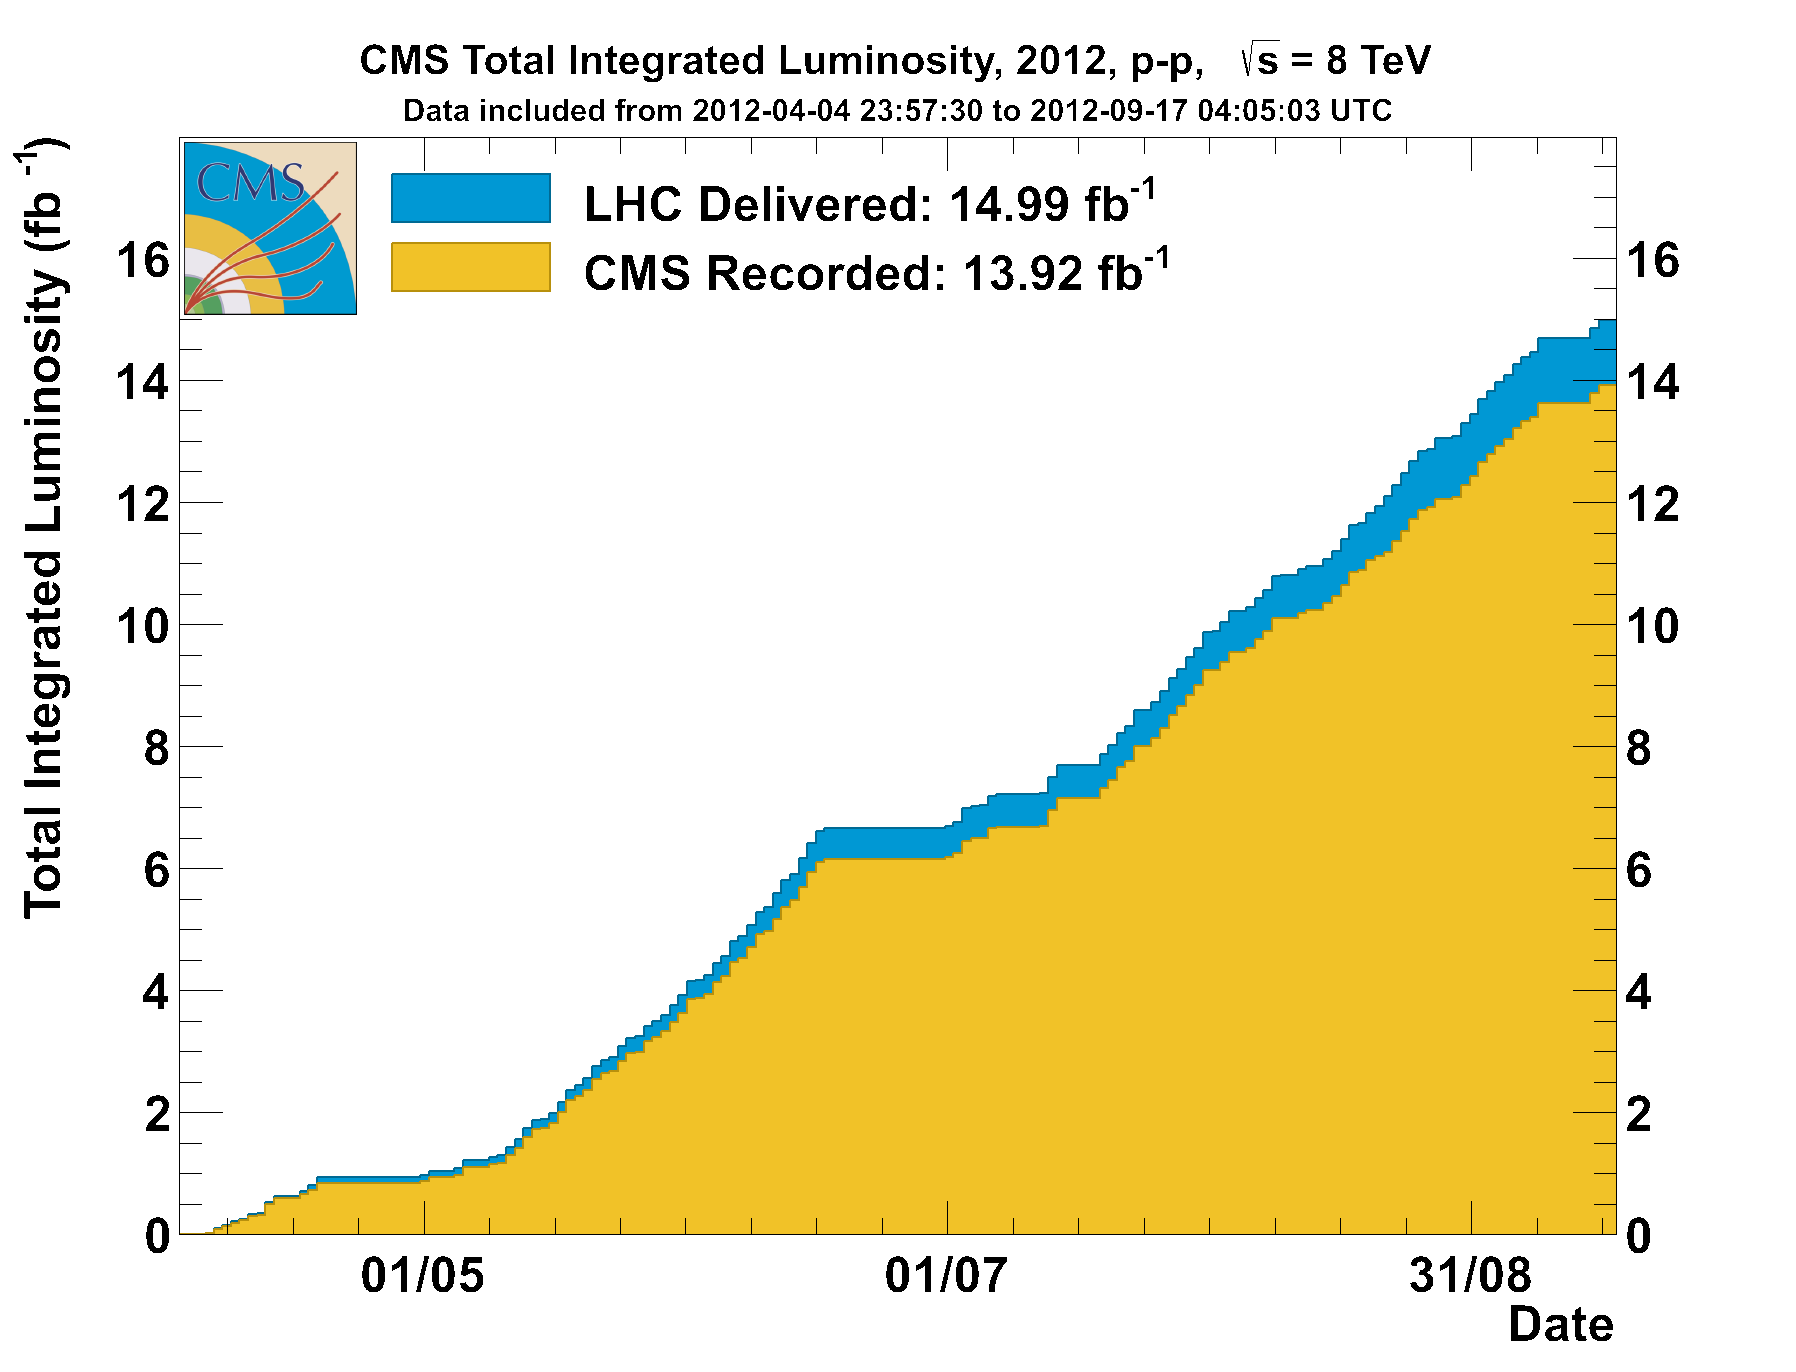 CMS Total Integrated Luminosity, 2012, p-p, √s = 8 TeV
Data included from 2012-04-04 23:57:30 to 2012-09-17 04:05:03 UTC
CMS
LHC Delivered: 14.99 fb⁻¹
CMS Recorded: 13.92 fb⁻¹
Total Integrated Luminosity (fb ⁻¹)
16 16
14 14
12 12
10 10
8 8
6 6
4 4
2 2
0 0
01/05 01/07 31/08
Date